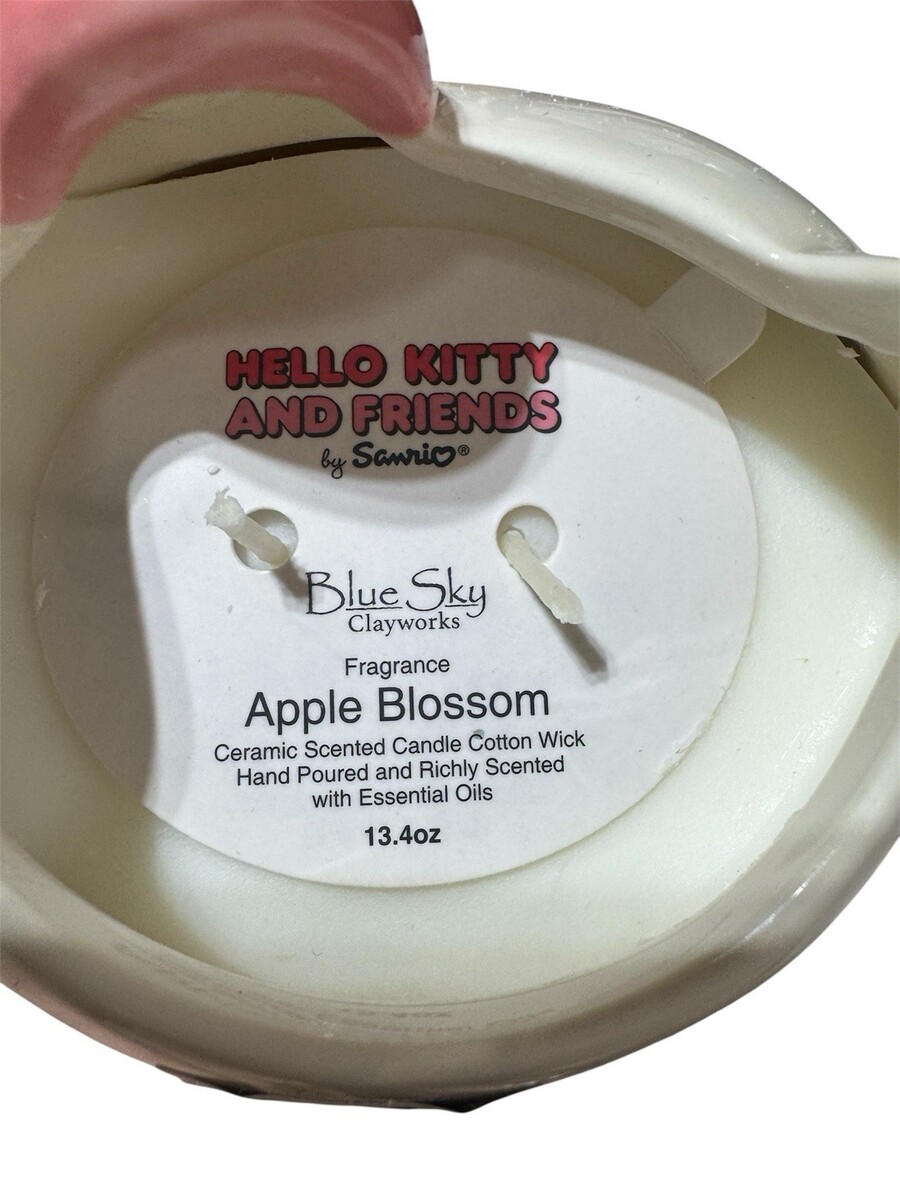 HELLO KITTY
AND FRIENDS
by Sanrio®
Blue Sky
Clayworks
Fragrance
Apple Blossom
Ceramic Scented Candle Cotton Wick
Hand Poured and Richly Scented
with Essential Oils
13.4oz